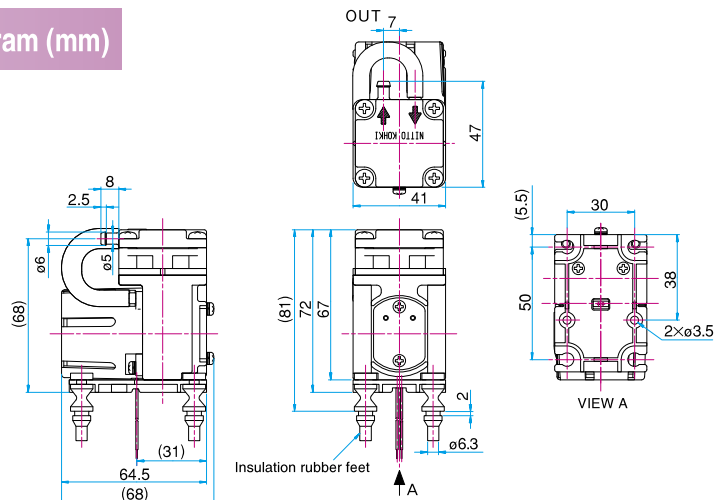 ram (mm)
OUT
7
NITTO KOHKI
47
41
8
2.5
ø6
ø5
(68)
(31)
64.5
(68)
(81)
72
67
2
ø6.3
Insulation rubber feet
A
(5.5)
30
50
38
2×ø3.5
VIEW A